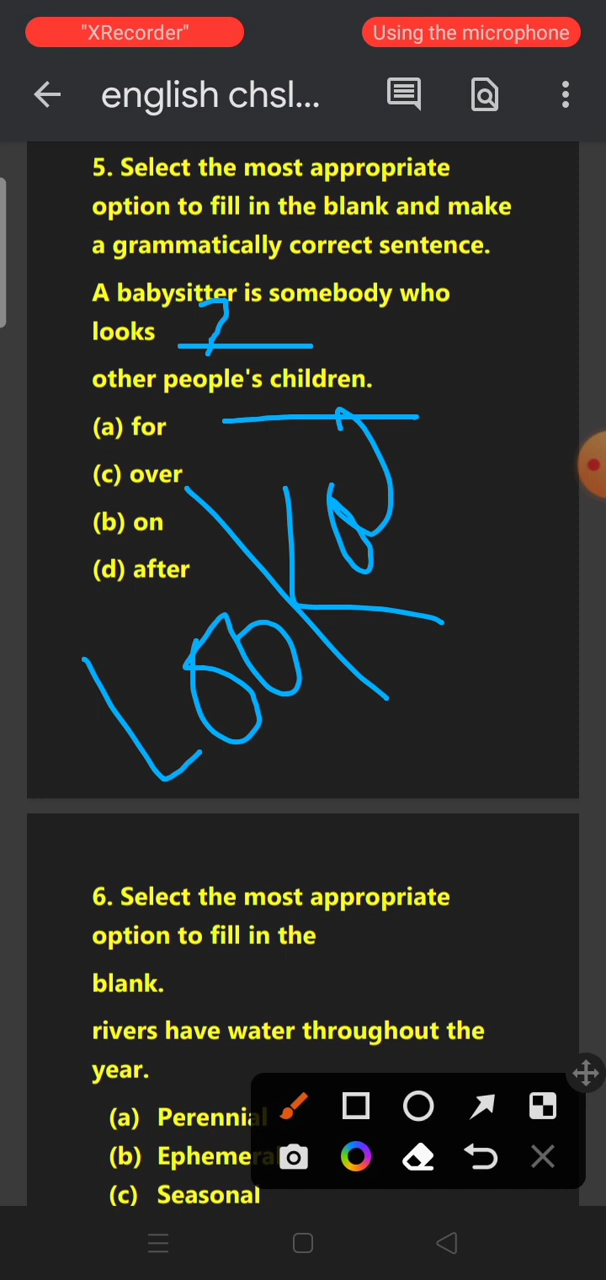 "XRecorder"
Using the microphone
english chsl...
5. Select the most appropriate
option to fill in the blank and make
a grammatically correct sentence.
A babysitter is somebody who
looks
other people's children.
(a) for
(c) over
(b) on
(d) after
Look
6. Select the most appropriate
option to fill in the
blank.
rivers have water throughout the
year.
(a) Perennial
(b) Ephemeral
(c) Seasonal